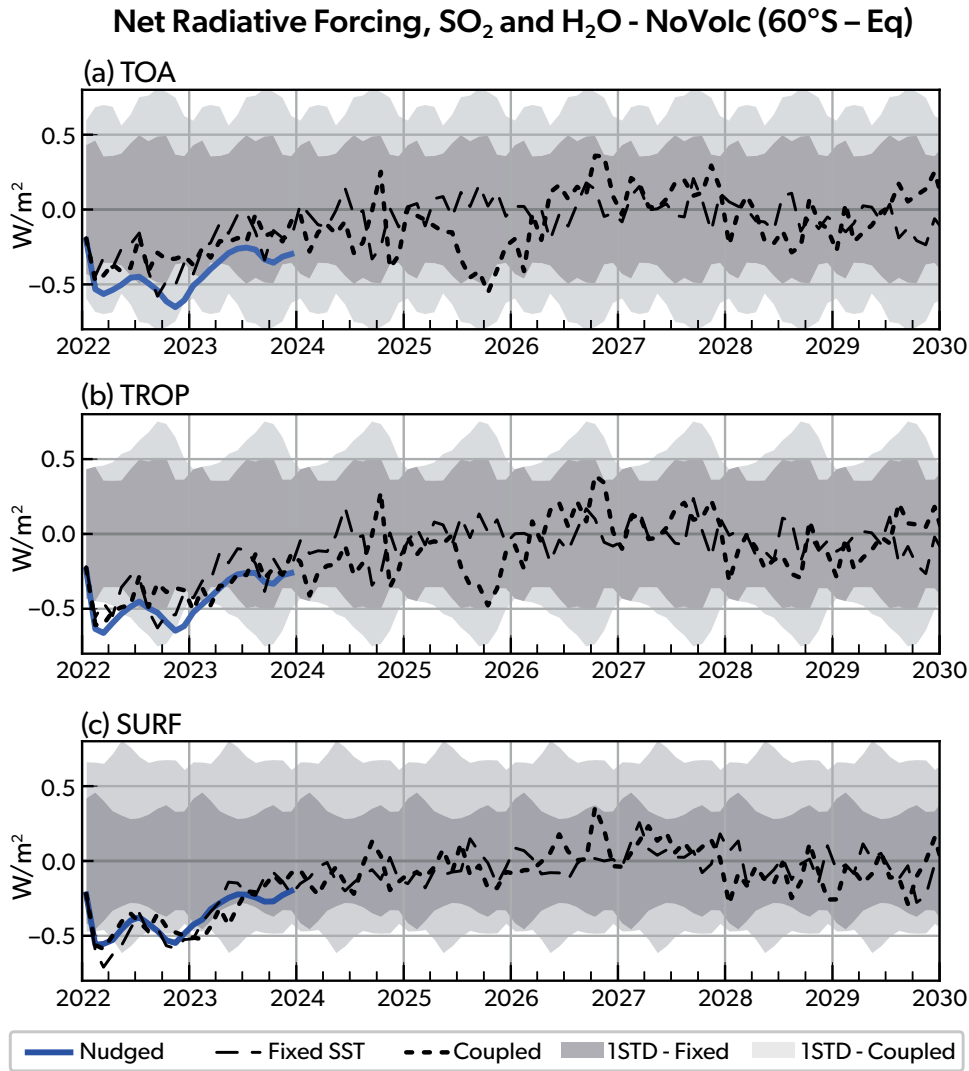 Net Radiative Forcing, SO₂ and H₂O - NoVolc (60°S – Eq)
(a) TOA
W/m²
0.5
0.0
−0.5
2022 2023 2024 2025 2026 2027 2028 2029 2030
(b) TROP
W/m²
0.5
0.0
−0.5
2022 2023 2024 2025 2026 2027 2028 2029 2030
(c) SURF
W/m²
0.5
0.0
−0.5
2022 2023 2024 2025 2026 2027 2028 2029 2030
Nudged Fixed SST Coupled 1STD - Fixed 1STD - Coupled